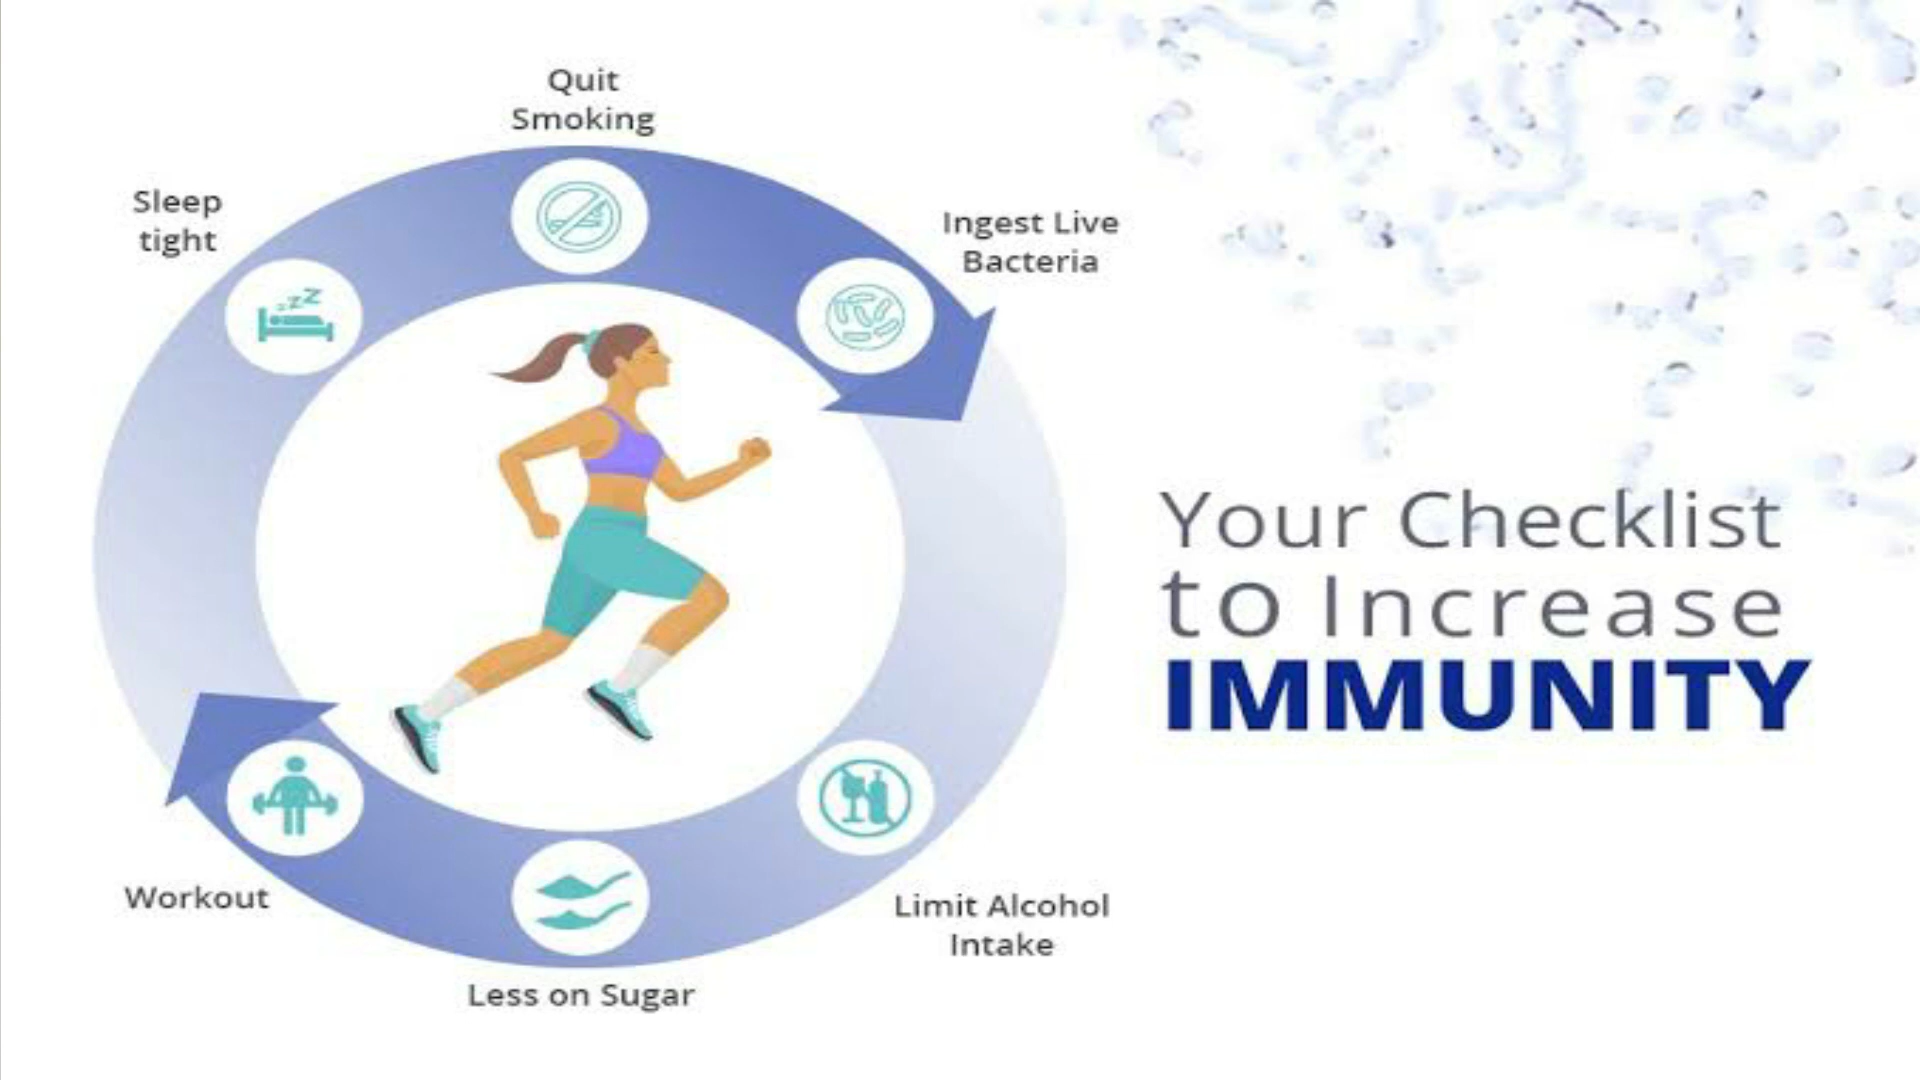 Quit
Smoking
Sleep
tight
Ingest Live
Bacteria
Your Checklist
to Increase
IMMUNITY
Workout
Limit Alcohol
Intake
Less on Sugar